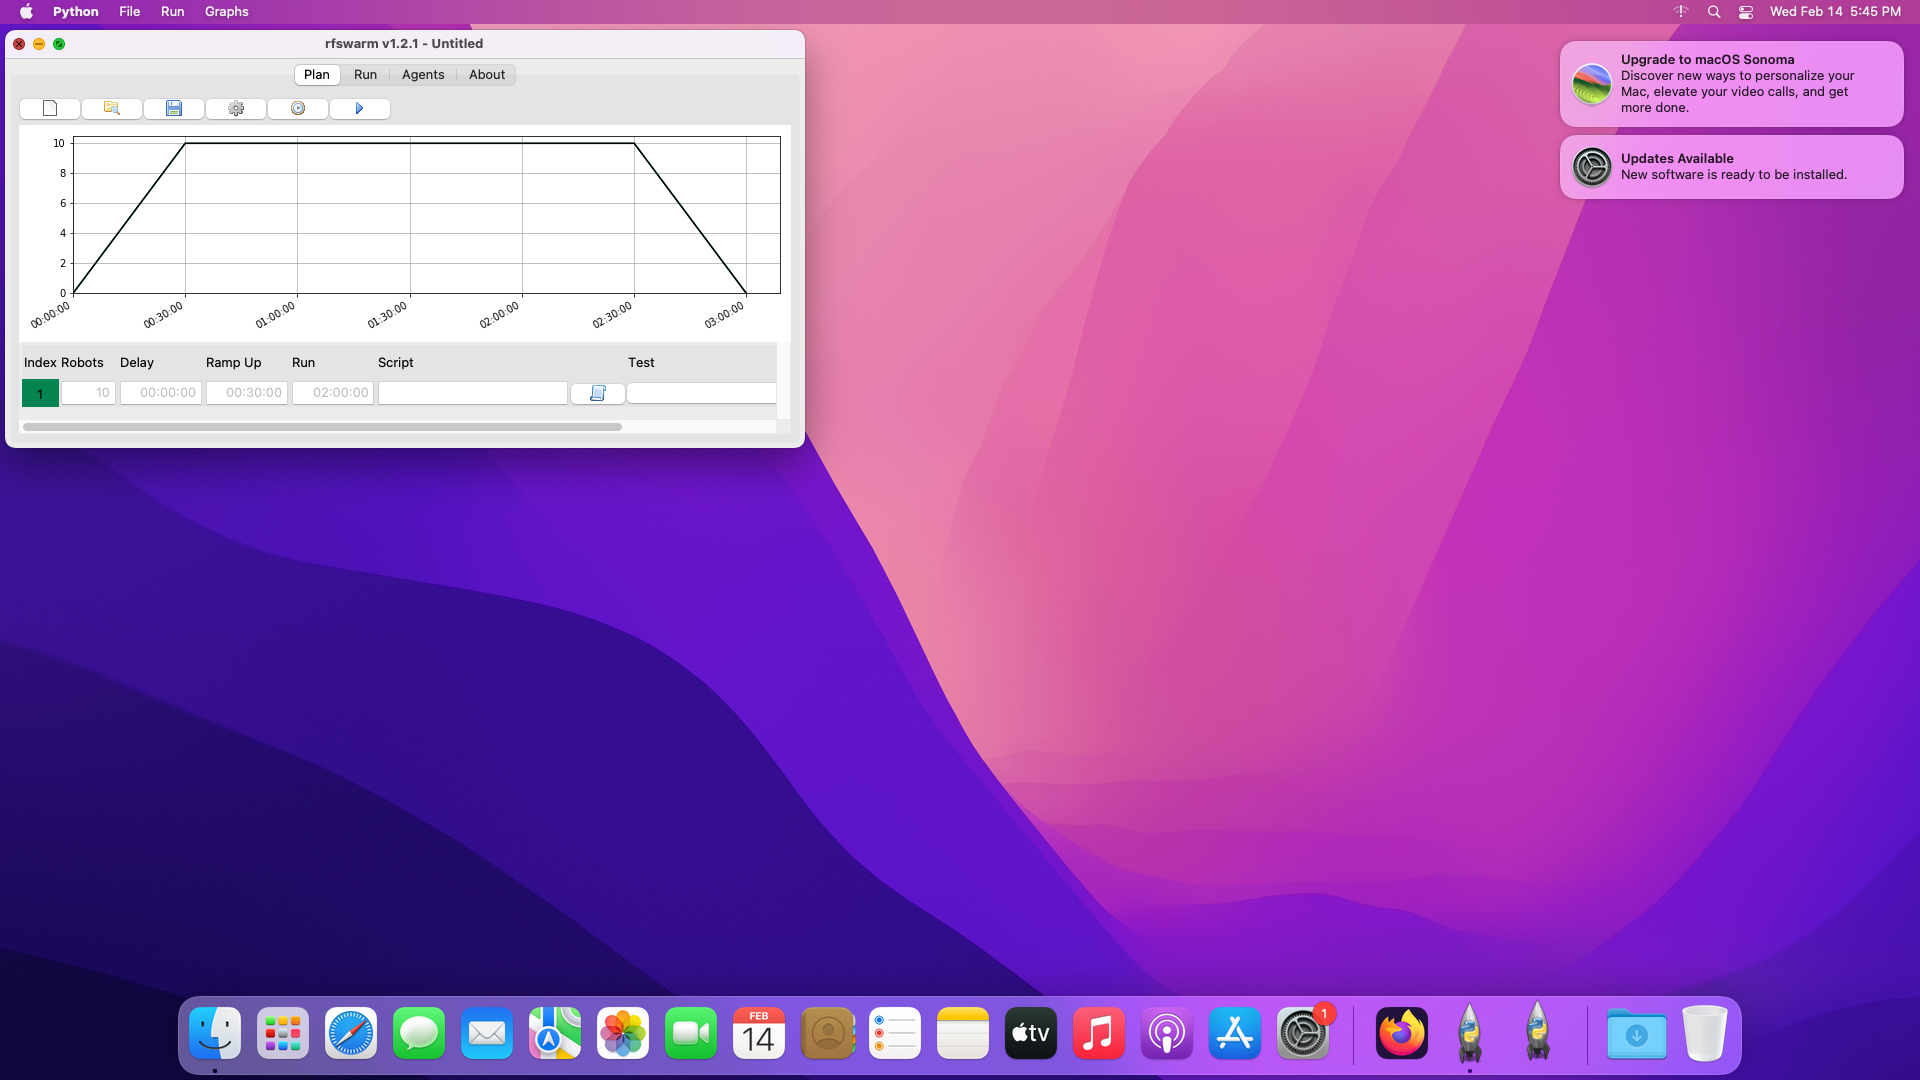 Python File Run Graphs
Wed Feb 14 5:45 PM
rfswarm v1.2.1 - Untitled
Plan Run Agents About
10
8
6
4
2
0
00:00:00 00:30:00 01:00:00 01:30:00 02:00:00 02:30:00 03:00:00
Index Robots Delay Ramp Up Run Script Test
1 10 00:00:00 00:30:00 02:00:00
Upgrade to macOS Sonoma
Discover new ways to personalize your
Mac, elevate your video calls, and get
more done.
Updates Available
New software is ready to be installed.
FEB
14
tv
1